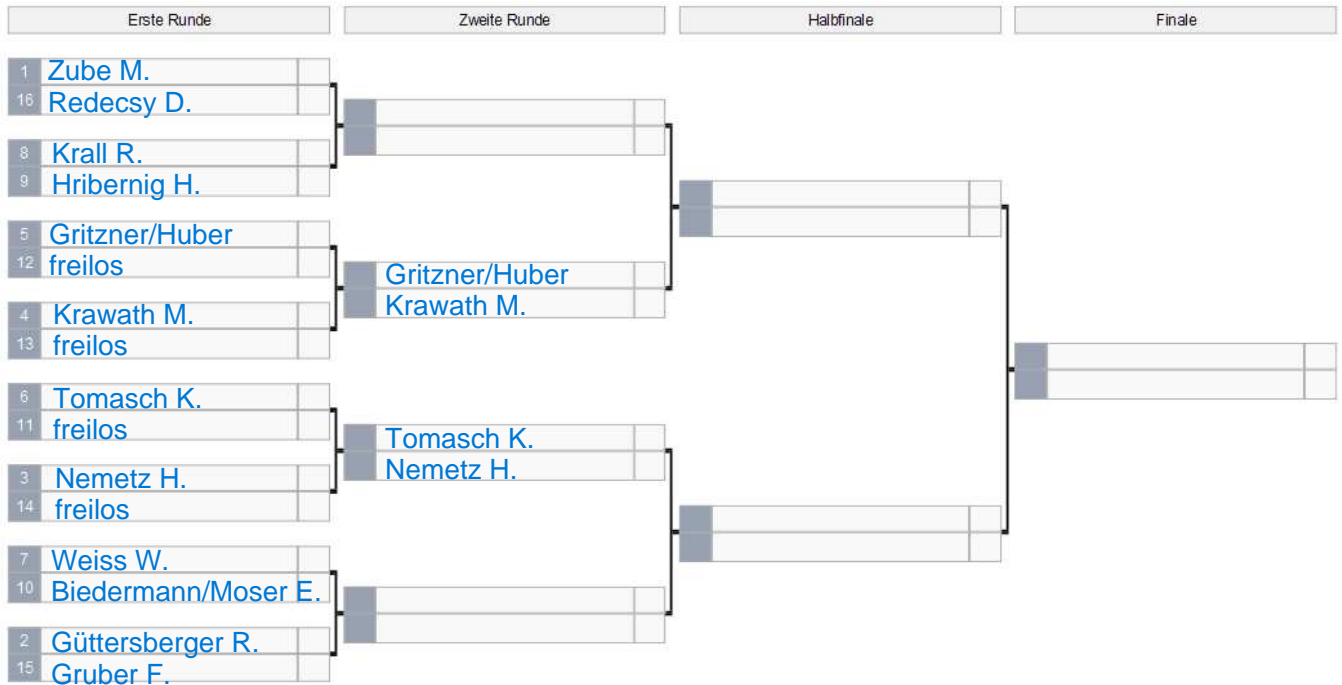 Erste Runde
Zweite Runde
Halbfinale
Finale
1 Zube M.
16 Redecsy D.
8 Krall R.
9 Hribernig H.
5 Gritzner/Huber
12 freilos
4 Krawath M.
13 freilos
6 Tomasch K.
11 freilos
3 Nemetz H.
14 freilos
7 Weiss W.
10 Biedermann/Moser E.
2 Güttersberger R.
15 Gruber F.
Gritzner/Huber
Krawath M.
Tomasch K.
Nemetz H.